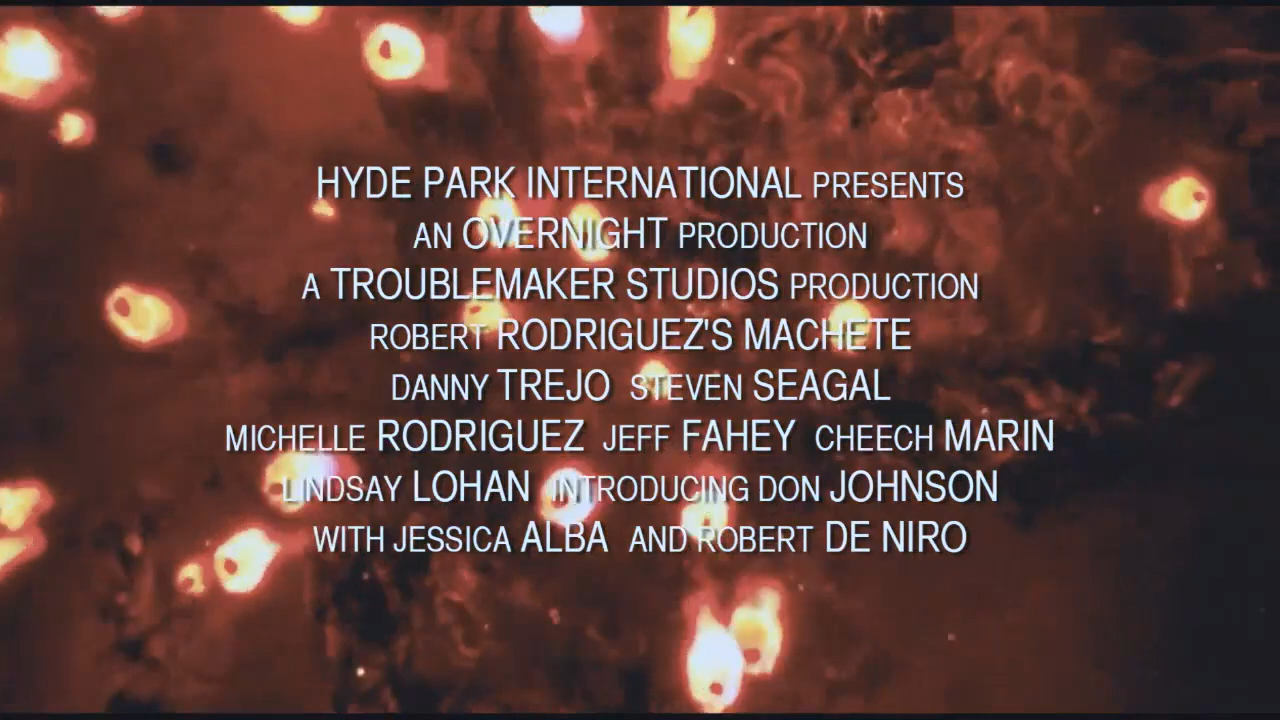 HYDE PARK INTERNATIONAL PRESENTS
AN OVERNIGHT PRODUCTION
A TROUBLEMAKER STUDIOS PRODUCTION
ROBERT RODRIGUEZ'S MACHETE
DANNY TREJO STEVEN SEAGAL
MICHELLE RODRIGUEZ JEFF FAHEY CHEECH MARIN
LINDSAY LOHAN INTRODUCING DON JOHNSON
WITH JESSICA ALBA AND ROBERT DE NIRO